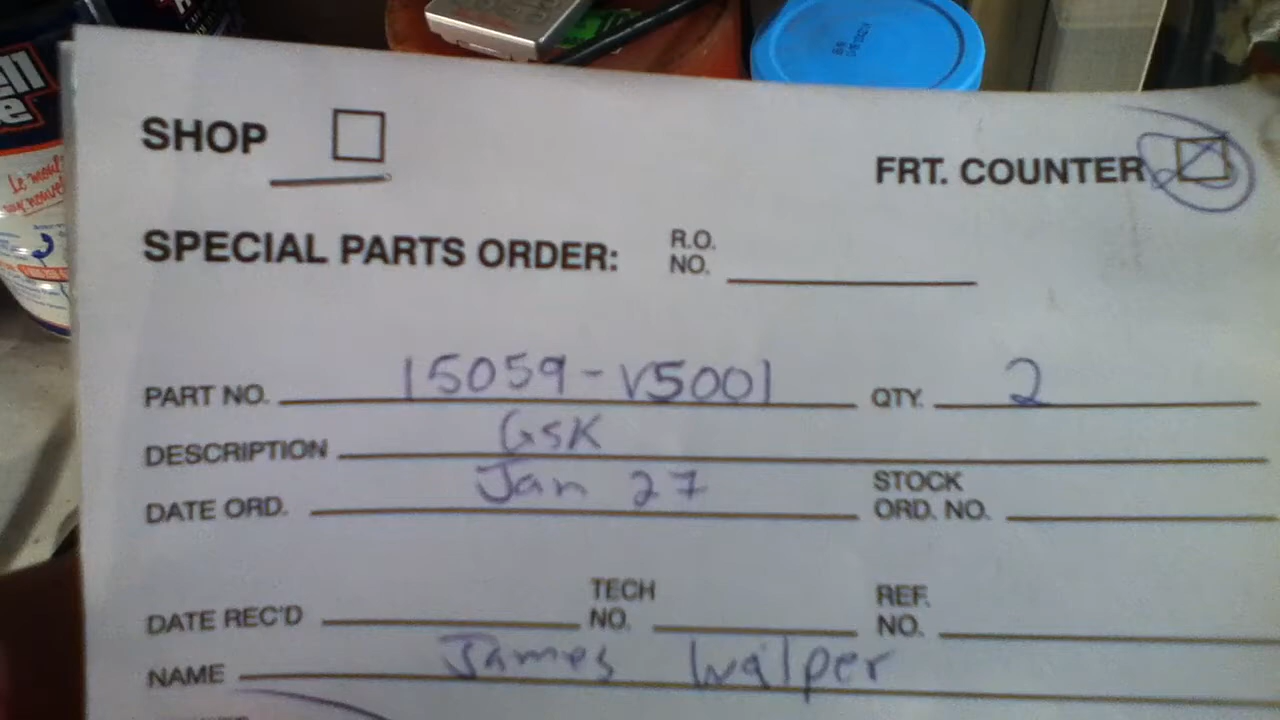 SHOP
FRT. COUNTER
SPECIAL PARTS ORDER:
R.O. NO.
PART NO. 15059-V5001 QTY. 2
DESCRIPTION GSK
DATE ORD. Jan 27 STOCK ORD. NO.
DATE REC'D TECH NO. REF. NO.
NAME James Walper